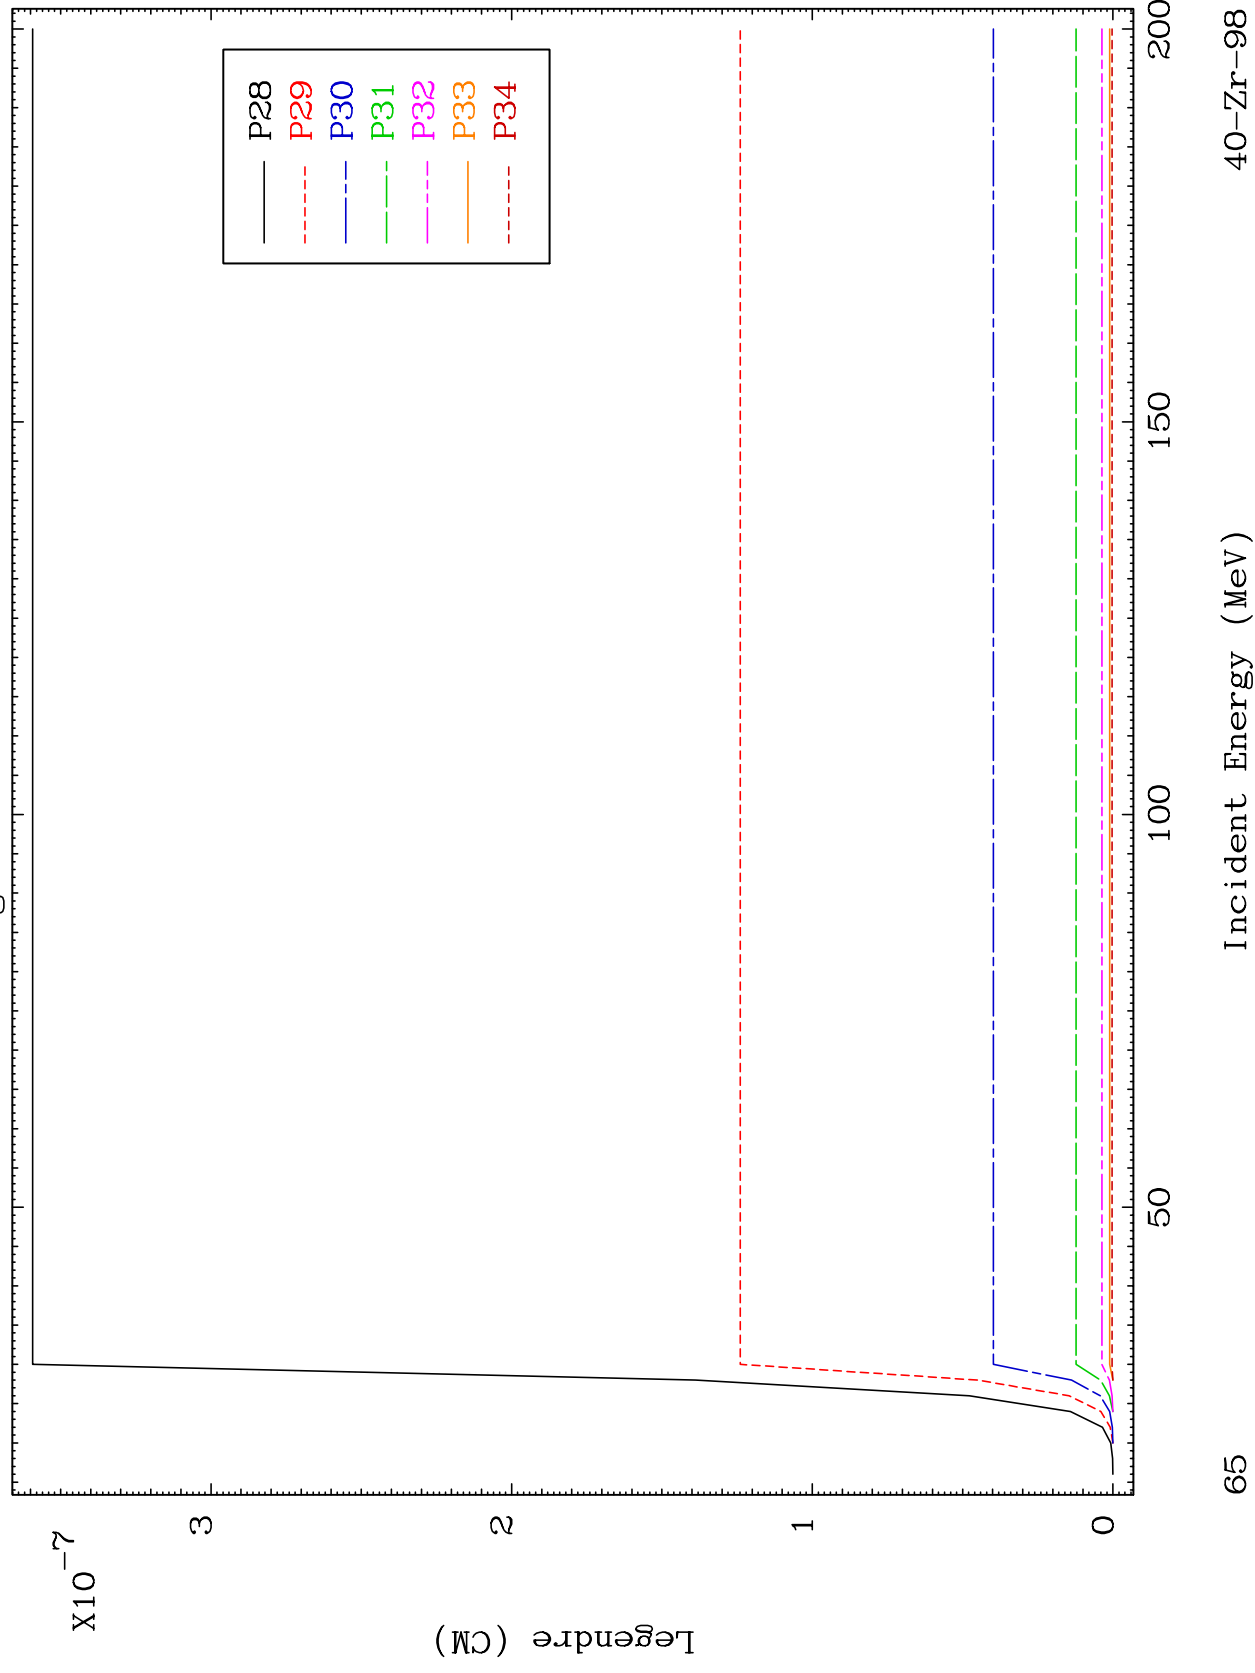 X10-7
3
2
1
0
Legendre (CM)
P28
P29
P30
P31
P32
P33
P34
50
100
150
200
Incident Energy (MeV)
65
40-Zr-98